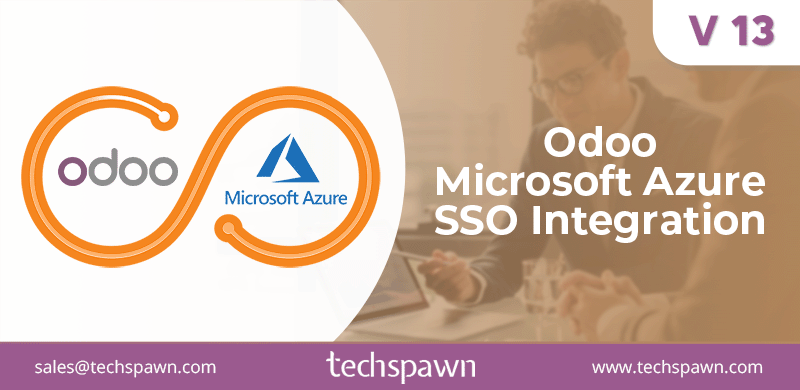 V 13
odoo
Microsoft Azure
Odoo
Microsoft Azure
SSO Integration
sales@techspawn.com
techspawn
www.techspawn.com